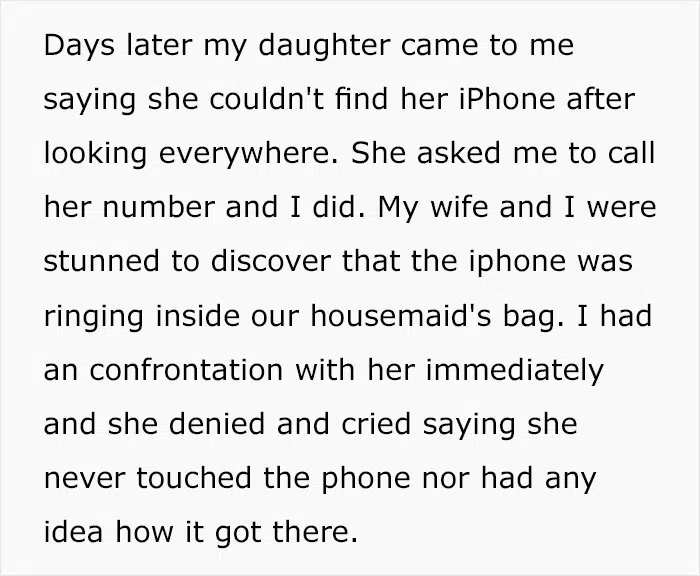 Days later my daughter came to me
saying she couldn't find her iPhone after
looking everywhere. She asked me to call
her number and I did. My wife and I were
stunned to discover that the iphone was
ringing inside our housemaid's bag. I had
an confrontation with her immediately
and she denied and cried saying she
never touched the phone nor had any
idea how it got there.